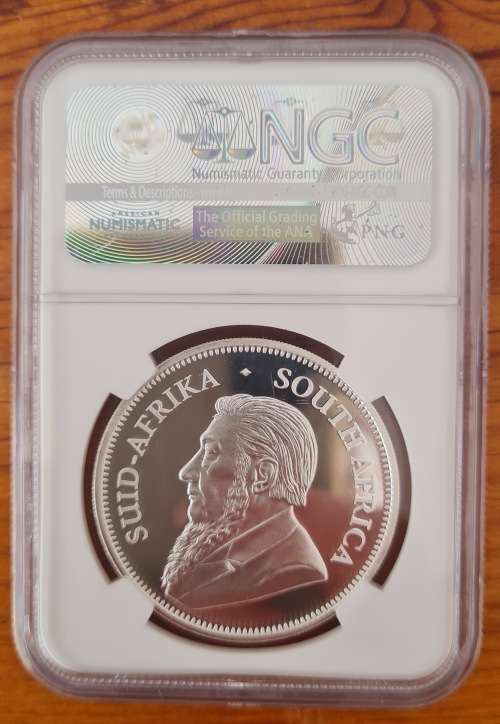 NGC
Numismatic Guaranty Corporation
Terms & Descriptions
AMERICAN
NUMISMATIC
The Official Grading
Service of the ANA
PNG
SUID-AFRIKA ♦ SOUTH AFRICA